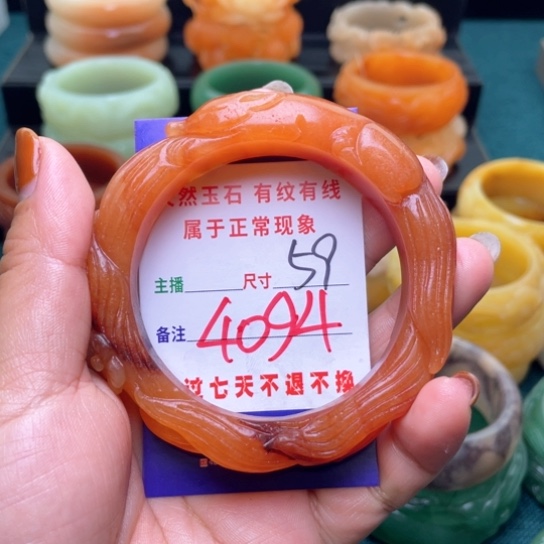 然玉石 有纹有线
属于正常现象
主播 尺寸 59
备注 4094
过七天不退不换